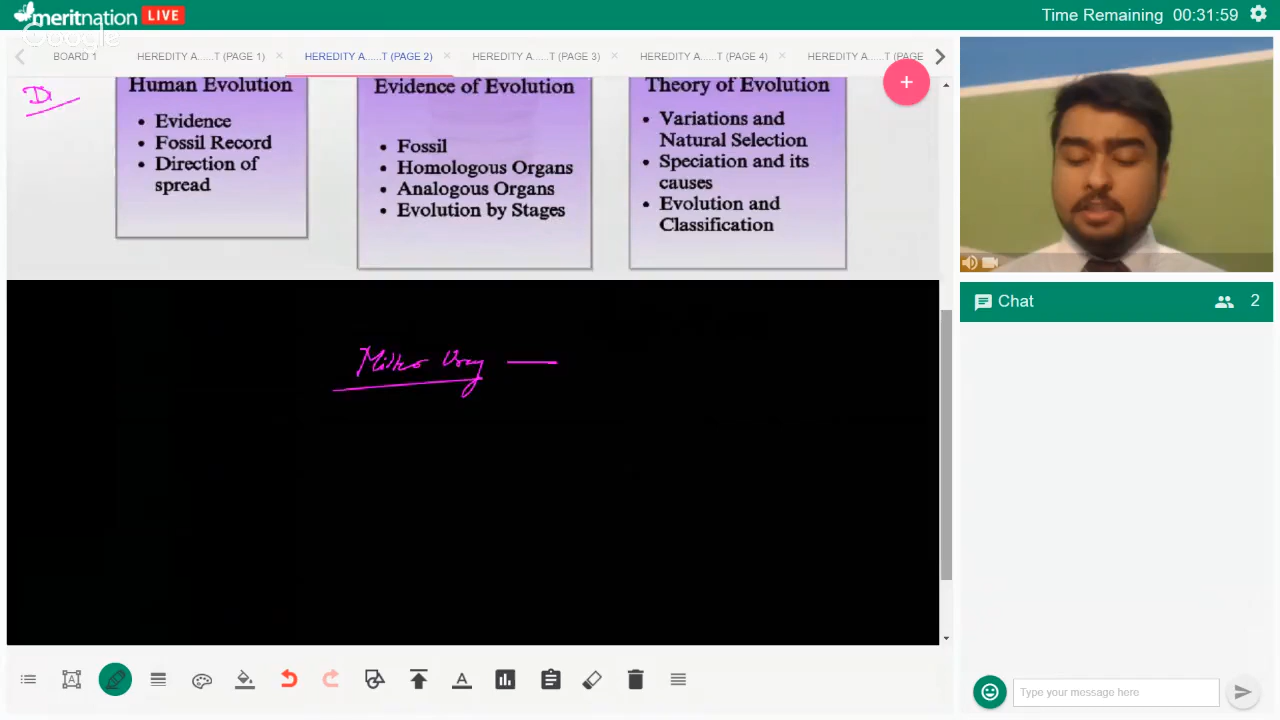 meritnation LIVE
Google
Time Remaining 00:31:59
BOARD 1
HEREDITY A......T (PAGE 1) ×
HEREDITY A......T (PAGE 2) ×
HEREDITY A......T (PAGE 3) ×
HEREDITY A......T (PAGE 4) ×
HEREDITY A......T (PAGE
D
Human Evolution
• Evidence
• Fossil Record
• Direction of
spread
Evidence of Evolution
• Fossil
• Homologous Organs
• Analogous Organs
• Evolution by Stages
Theory of Evolution
• Variations and
Natural Selection
• Speciation and its
causes
• Evolution and
Classification
+
Chat
2
Type your message here